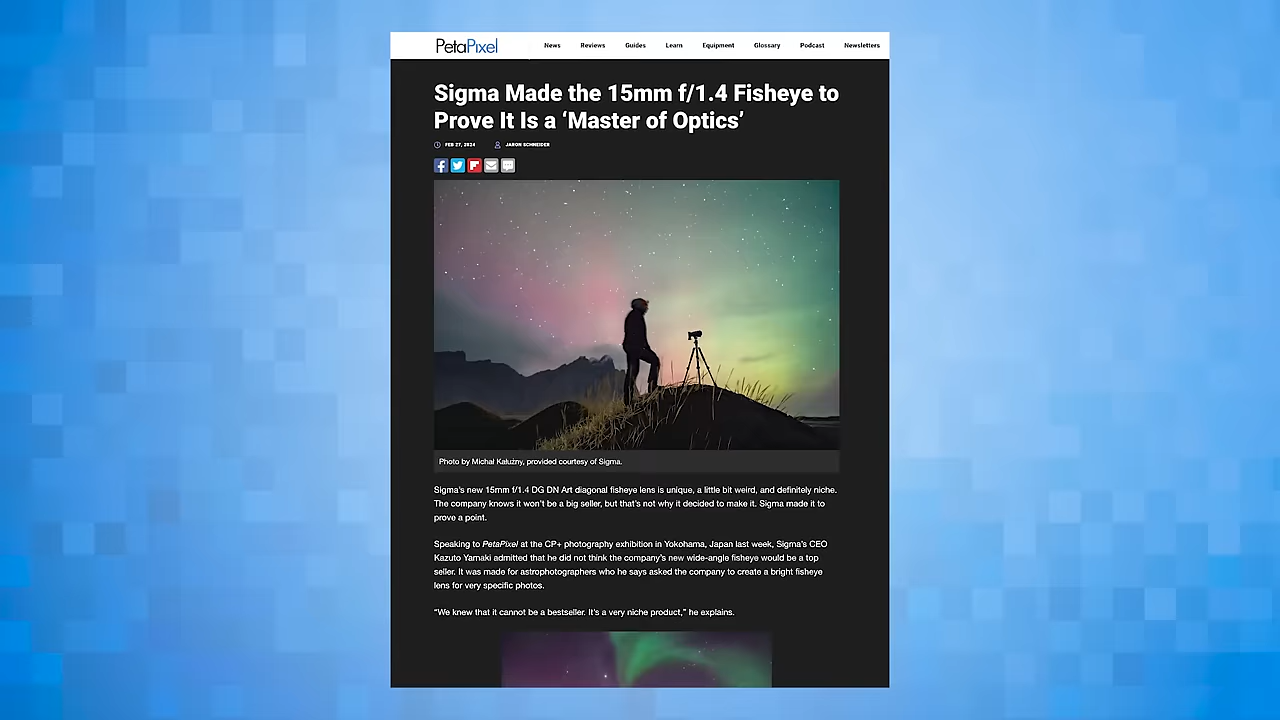 PetaPixel
News Reviews Guides Learn Equipment Glossary Podcast Newsletters
Sigma Made the 15mm f/1.4 Fisheye to
Prove It Is a ‘Master of Optics’
FEB 27, 2024 JARON SCHNEIDER
Photo by Michał Kałużny, provided courtesy of Sigma.
Sigma's new 15mm f/1.4 DG DN Art diagonal fisheye lens is unique, a little bit weird, and definitely niche.
The company knows it won't be a big seller, but that's not why it decided to make it. Sigma made it to
prove a point.
Speaking to PetaPixel at the CP+ photography exhibition in Yokohama, Japan last week, Sigma's CEO
Kazuto Yamaki admitted that he did not think the company's new wide-angle fisheye would be a top
seller. It was made for astrophotographers who he says asked the company to create a bright fisheye
lens for very specific photos.
“We knew that it cannot be a bestseller. It's a very niche product,” he explains.